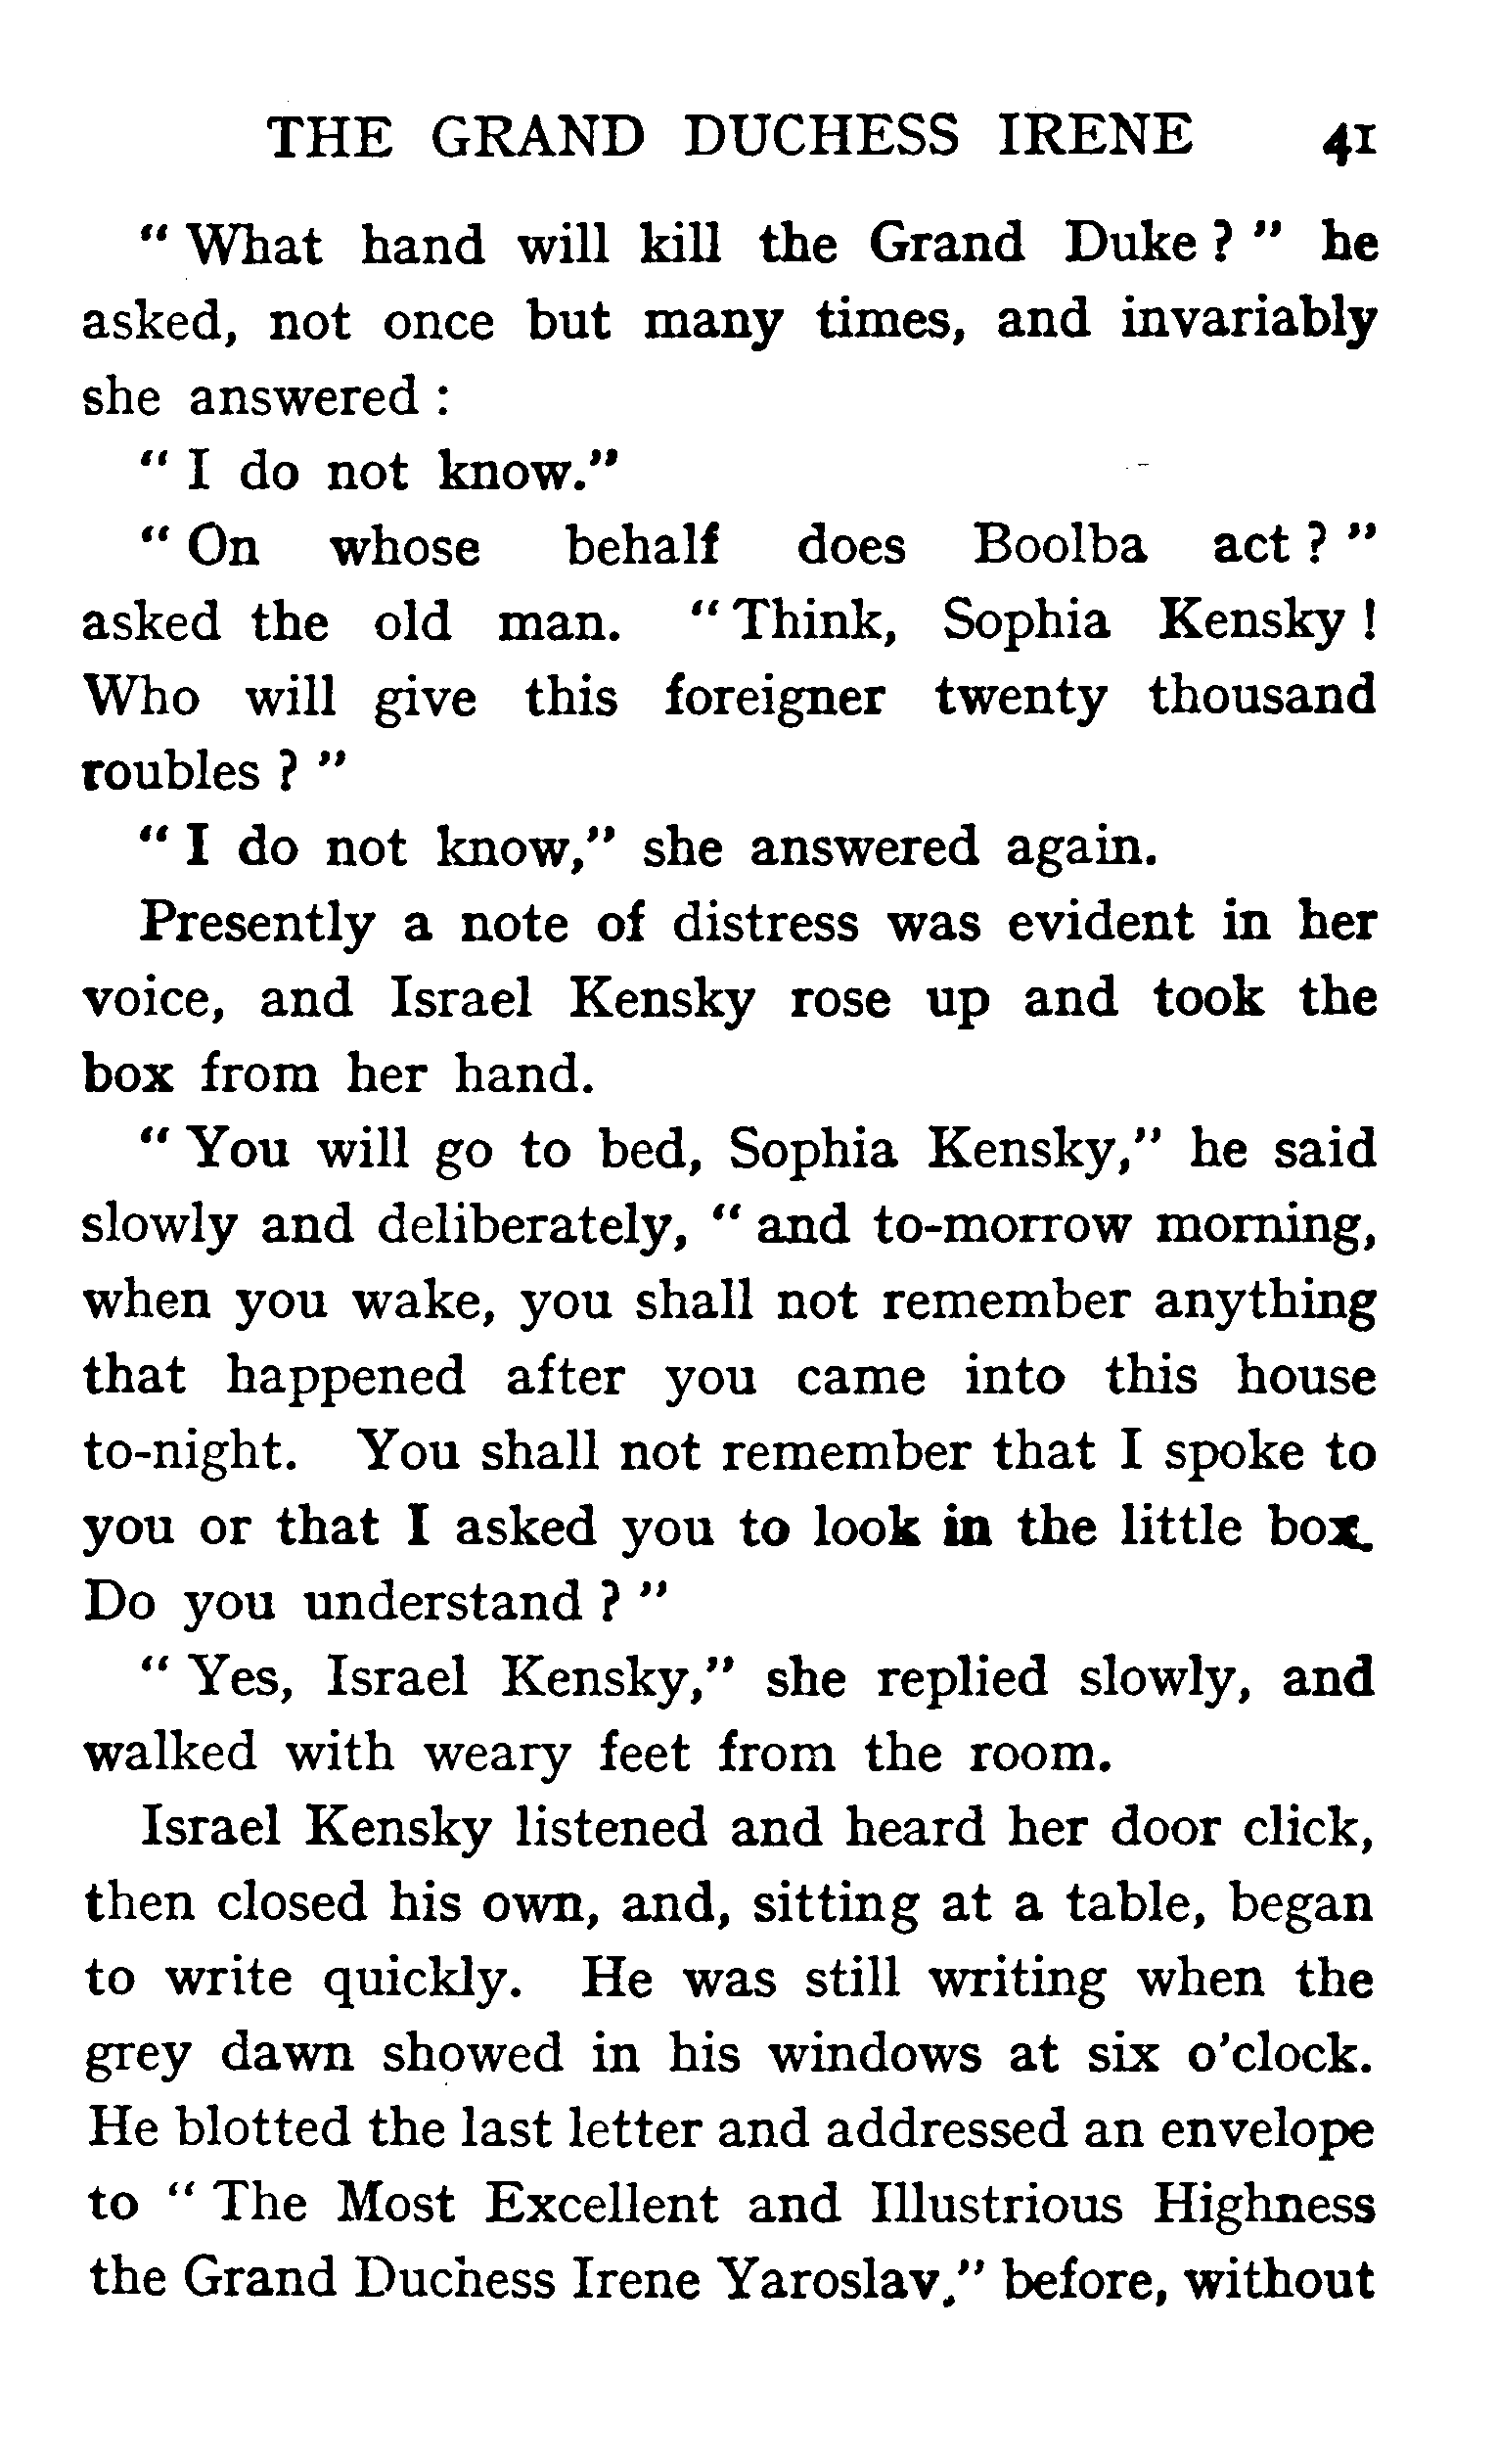 THE GRAND DUCHESS IRENE 41
“ What hand will kill the Grand Duke ? ” he
asked, not once but many times, and invariably
she answered :
“ I do not know.”
“ On whose behalf does Boolba act ? ”
asked the old man. “ Think, Sophia Kensky !
Who will give this foreigner twenty thousand
roubles ? ”
“ I do not know,” she answered again.
Presently a note of distress was evident in her
voice, and Israel Kensky rose up and took the
box from her hand.
“ You will go to bed, Sophia Kensky,” he said
slowly and deliberately, “ and to-morrow morning,
when you wake, you shall not remember anything
that happened after you came into this house
to-night. You shall not remember that I spoke to
you or that I asked you to look in the little box.
Do you understand ? ”
“ Yes, Israel Kensky,” she replied slowly, and
walked with weary feet from the room.
Israel Kensky listened and heard her door click,
then closed his own, and, sitting at a table, began
to write quickly. He was still writing when the
grey dawn showed in his windows at six o’clock.
He blotted the last letter and addressed an envelope
to “ The Most Excellent and Illustrious Highness
the Grand Duchess Irene Yaroslav,” before, without